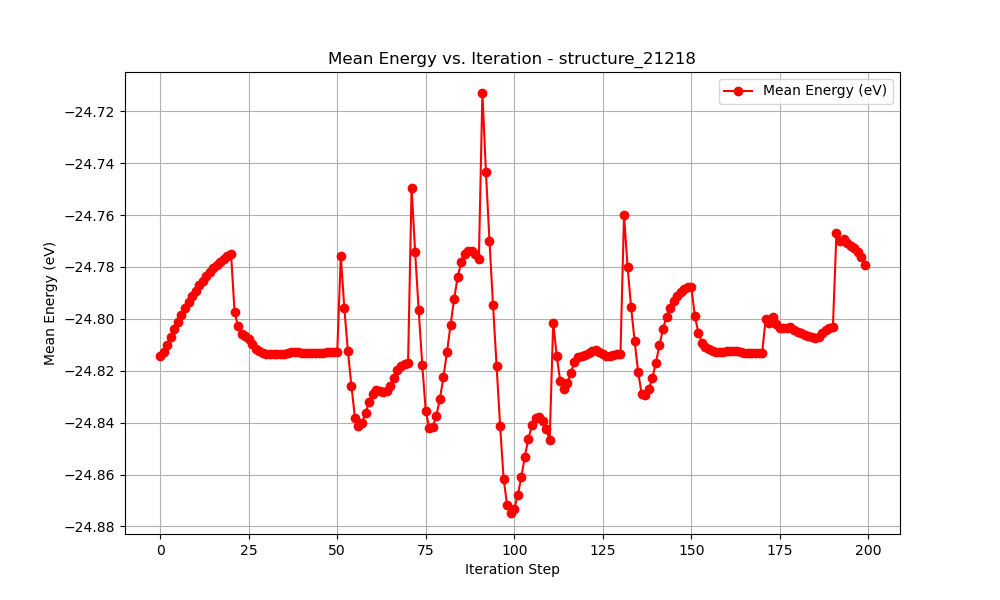 Mean Energy vs. Iteration - structure_21218
Mean Energy (eV)
Mean Energy (eV)
−24.72
−24.74
−24.76
−24.78
−24.80
−24.82
−24.84
−24.86
−24.88
0 25 50 75 100 125 150 175 200
Iteration Step